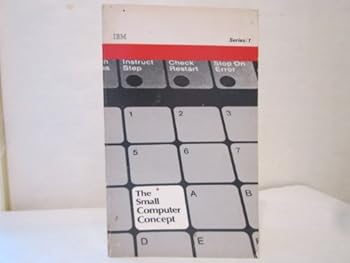 IBM
Series/1
Instruct Step
Check Restart
Stop On Error
1 2 3
5 6 7
The
Small
Computer
Concept
A B
D E